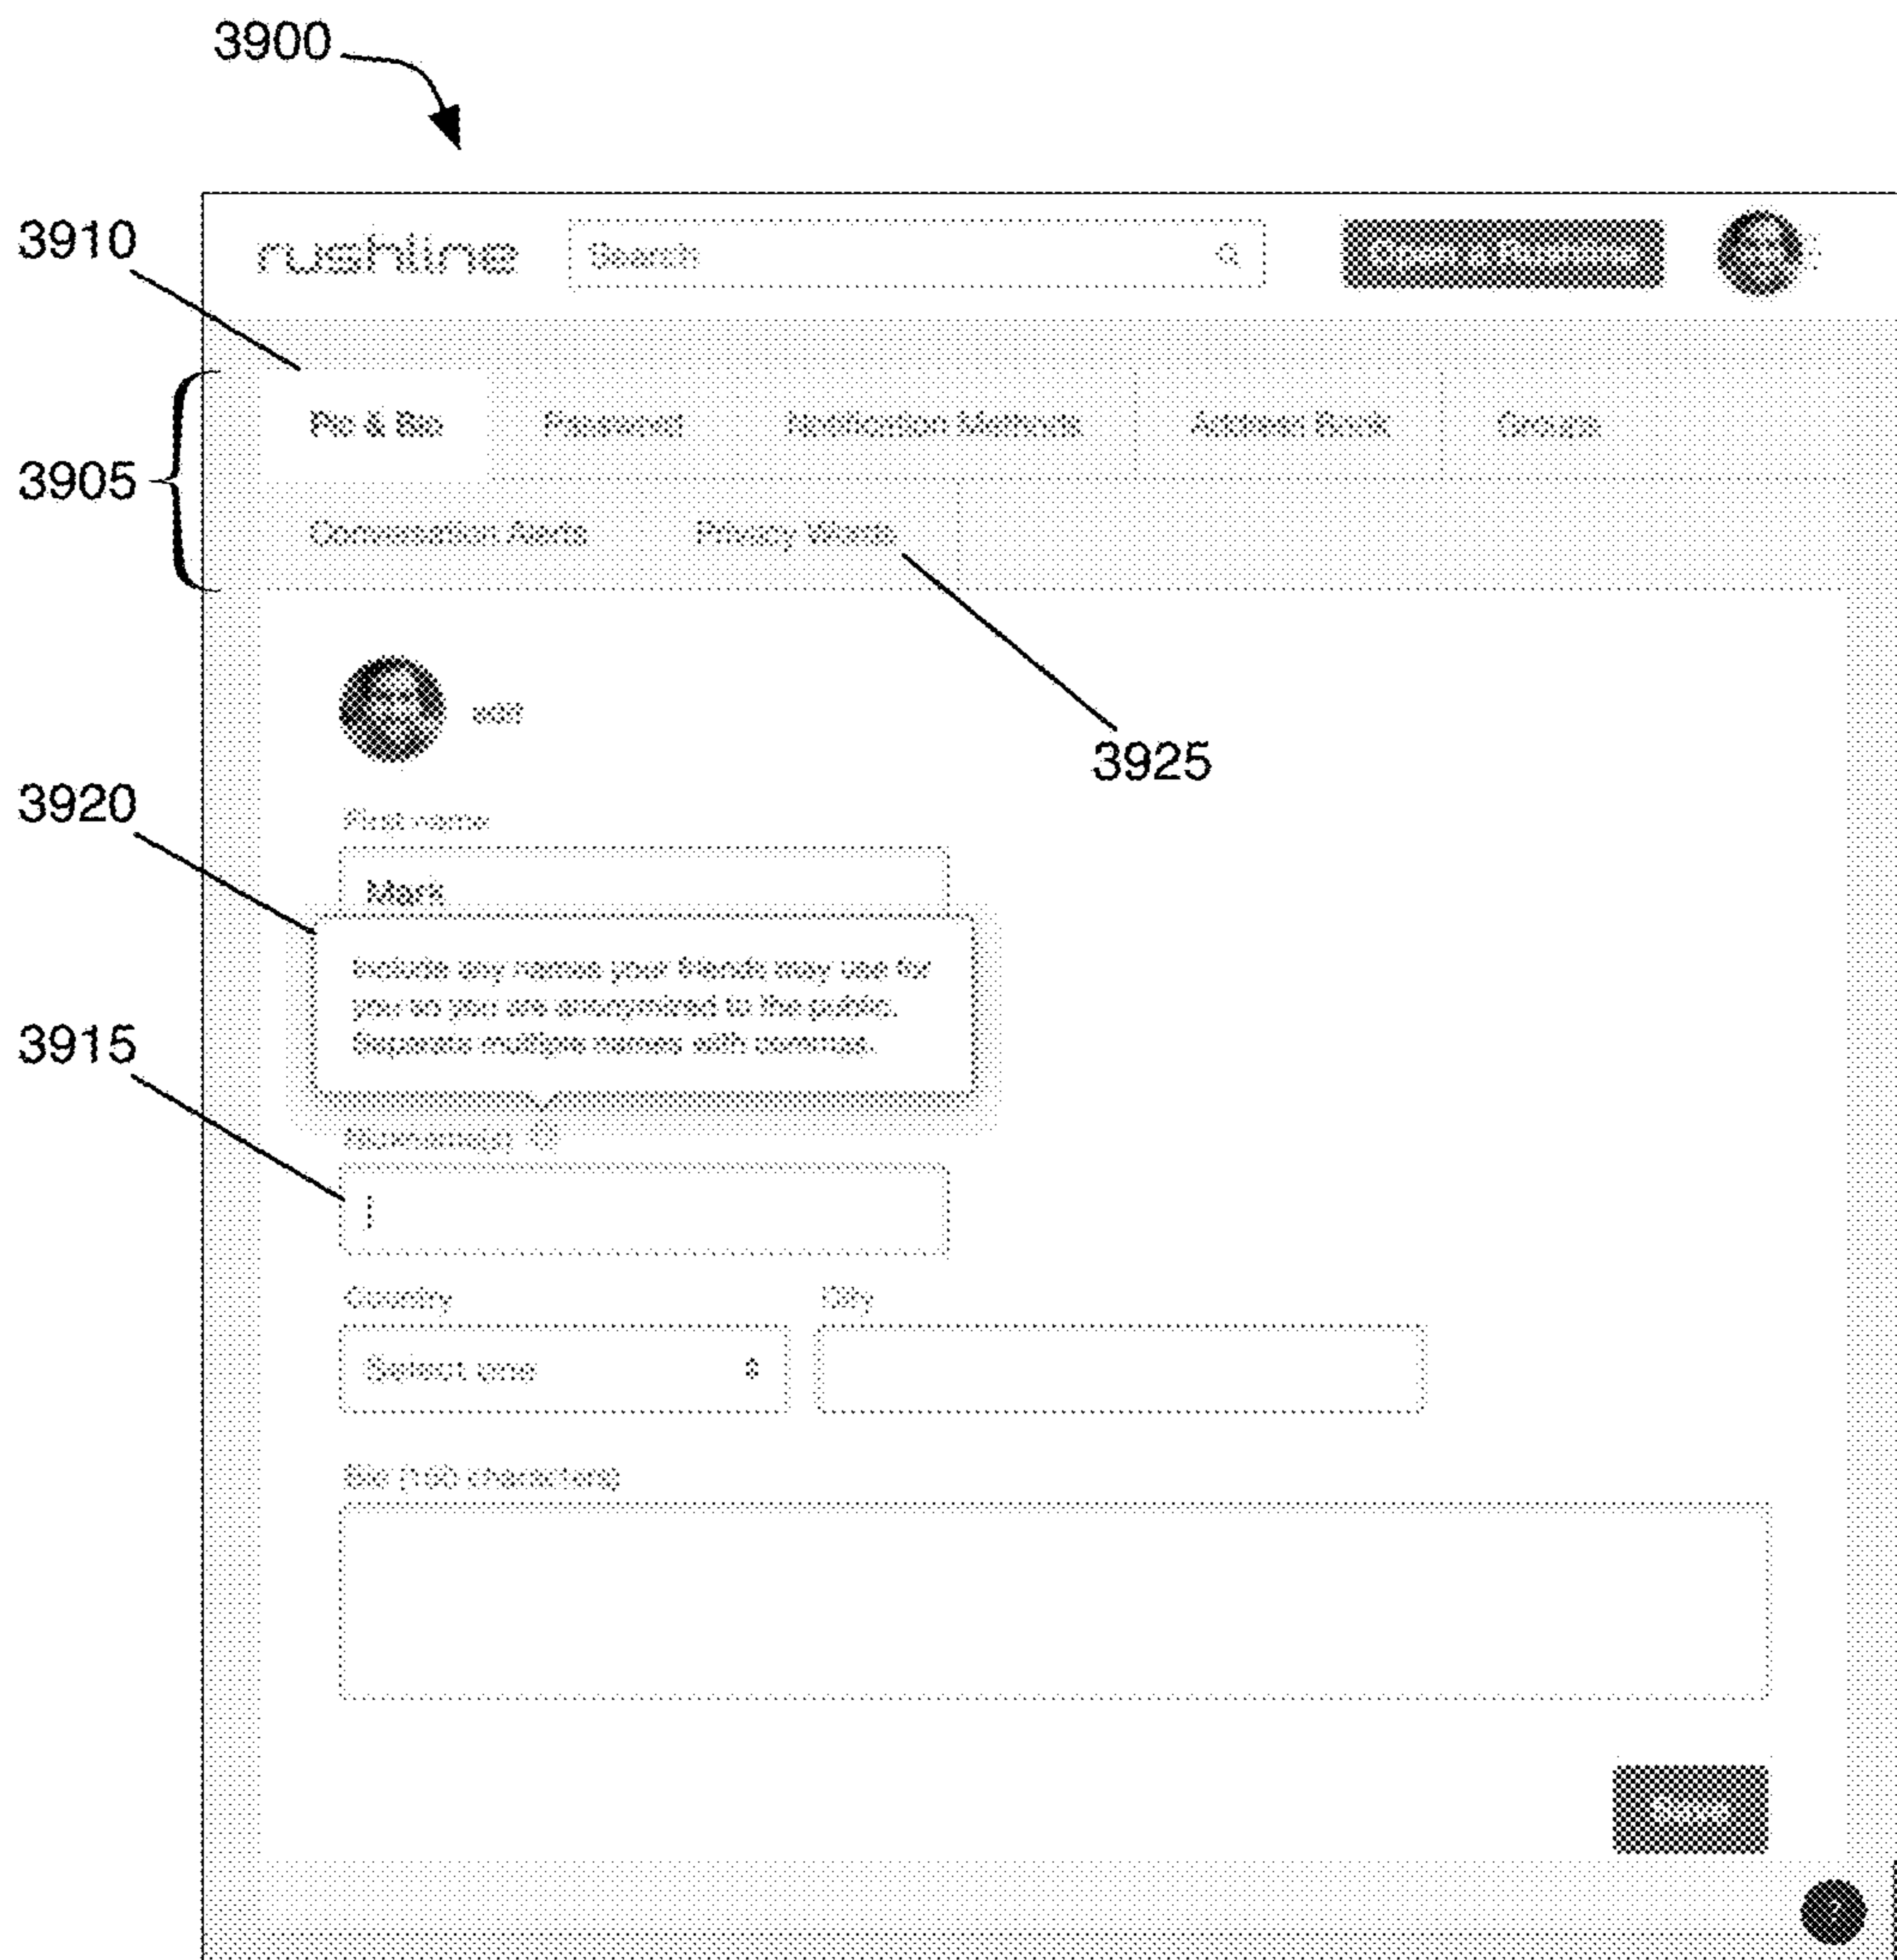 3900
3910
rushline
Search
Pic & Bio Password Notification Methods Address Book Groups
3905
Conversation Alerts Privacy Words
edit
3925
3920
First name
Mark
Include any names your friends may use for
you so you are anonymized to the public.
Separate multiple names with commas.
3915
Country City
Select one
Bio (160 characters)
?